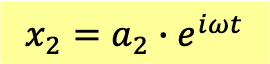 x₂ = a₂ · e^{iωt}